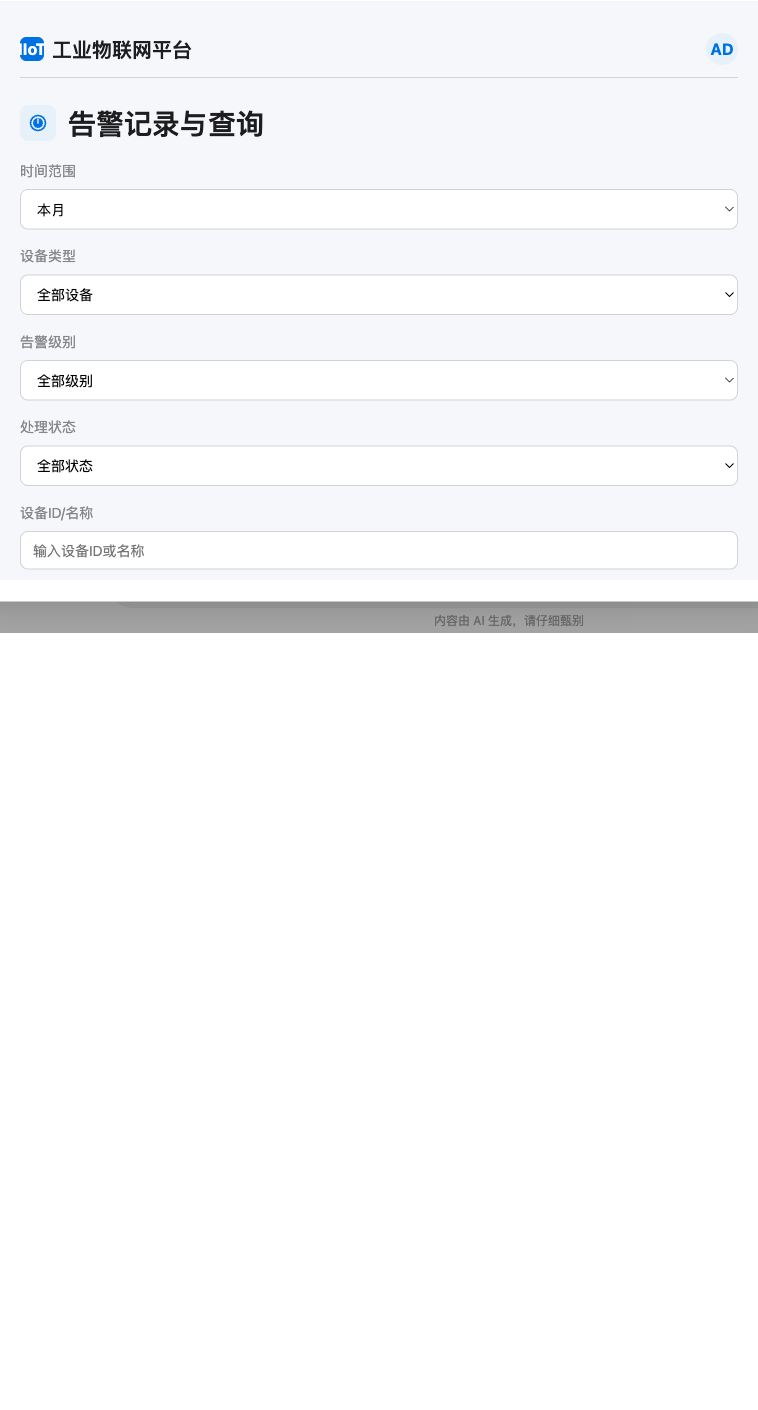 IIoT 工业物联网平台 AD
告警记录与查询
时间范围
本月
设备类型
全部设备
告警级别
全部级别
处理状态
全部状态
设备ID/名称
输入设备ID或名称
内容由 AI 生成，请仔细甄别